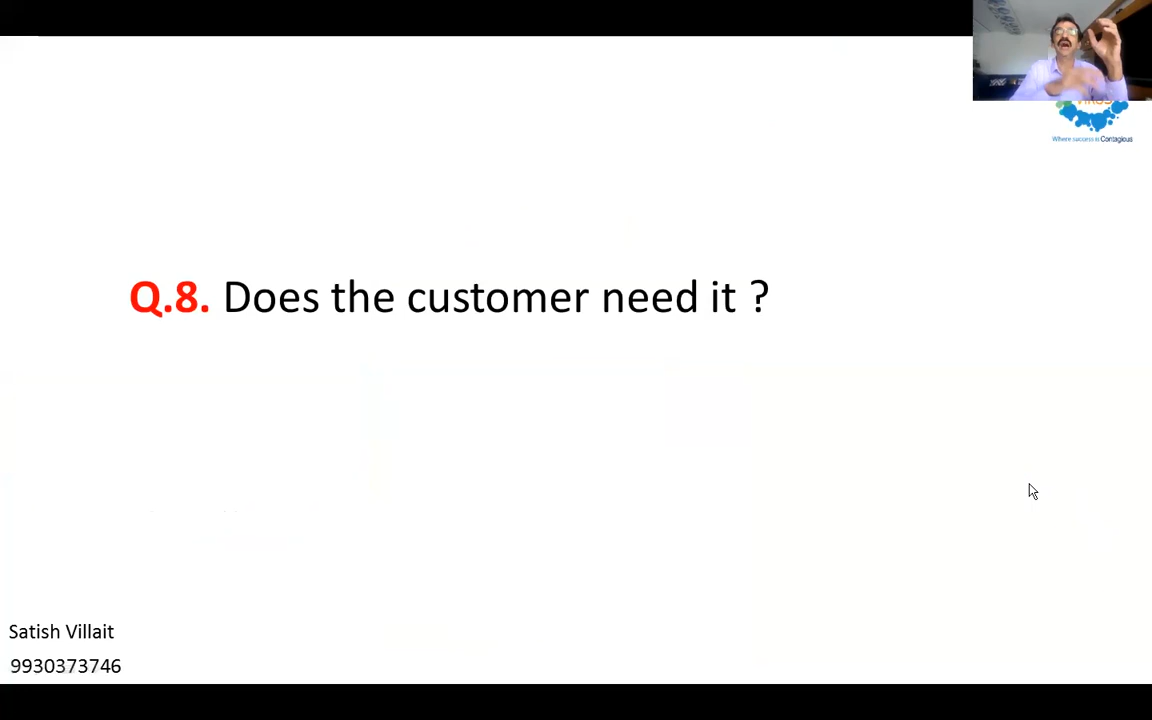 Where success is Contagious
Q.8. Does the customer need it ?
Satish Villait
9930373746